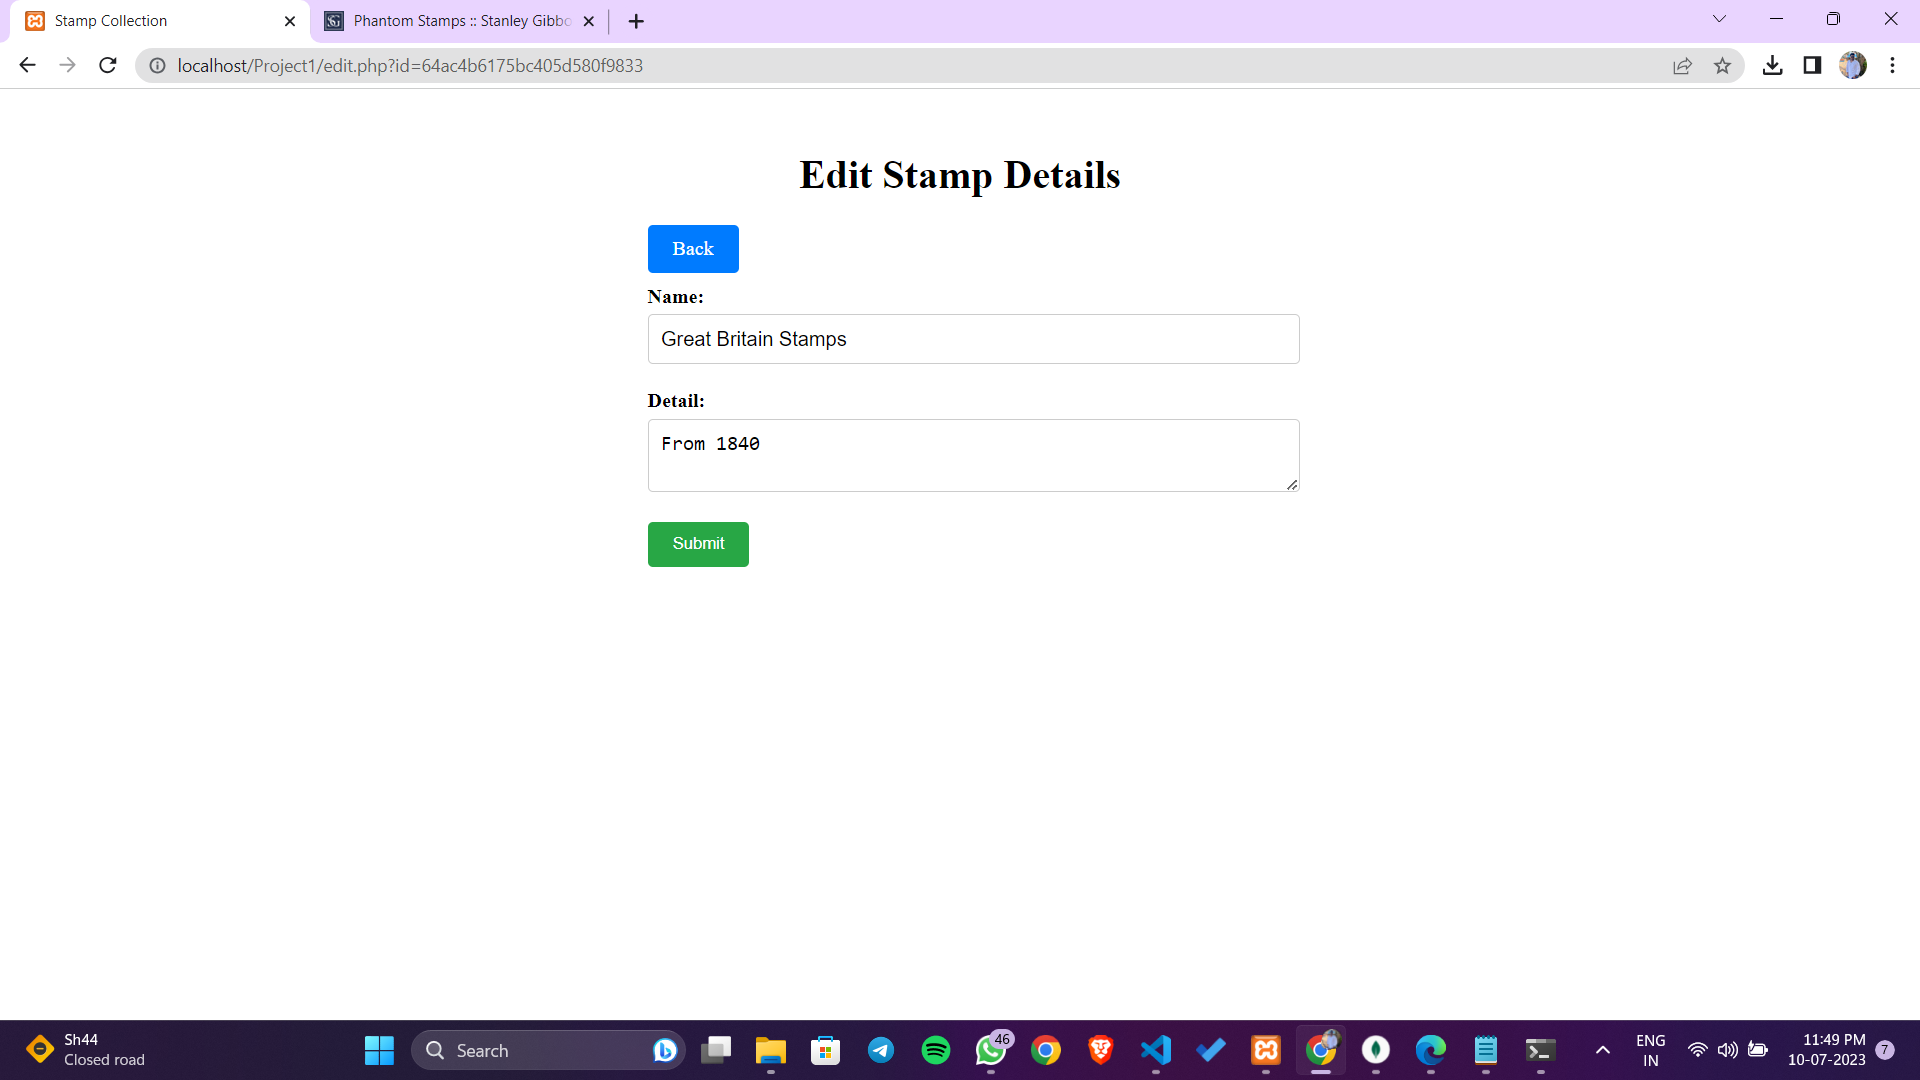 Stamp Collection
Phantom Stamps :: Stanley Gibbo
localhost/Project1/edit.php?id=64ac4b6175bc405d580f9833
Edit Stamp Details
Back
Name:
Great Britain Stamps
Detail:
From 1840
Submit
Sh44
Closed road
Search
46
ENG
IN
11:49 PM
10-07-2023
7